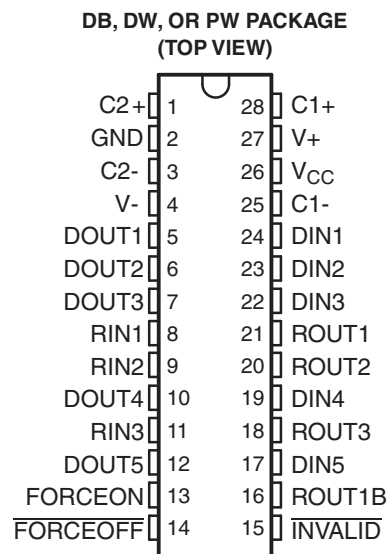 DB, DW, OR PW PACKAGE
(TOP VIEW)
C2+ 1 28 C1+
GND 2 27 V+
C2- 3 26 VCC
V- 4 25 C1-
DOUT1 5 24 DIN1
DOUT2 6 23 DIN2
DOUT3 7 22 DIN3
RIN1 8 21 ROUT1
RIN2 9 20 ROUT2
DOUT4 10 19 DIN4
RIN3 11 18 ROUT3
DOUT5 12 17 DIN5
FORCEON 13 16 ROUT1B
FORCEOFF 14 15 INVALID